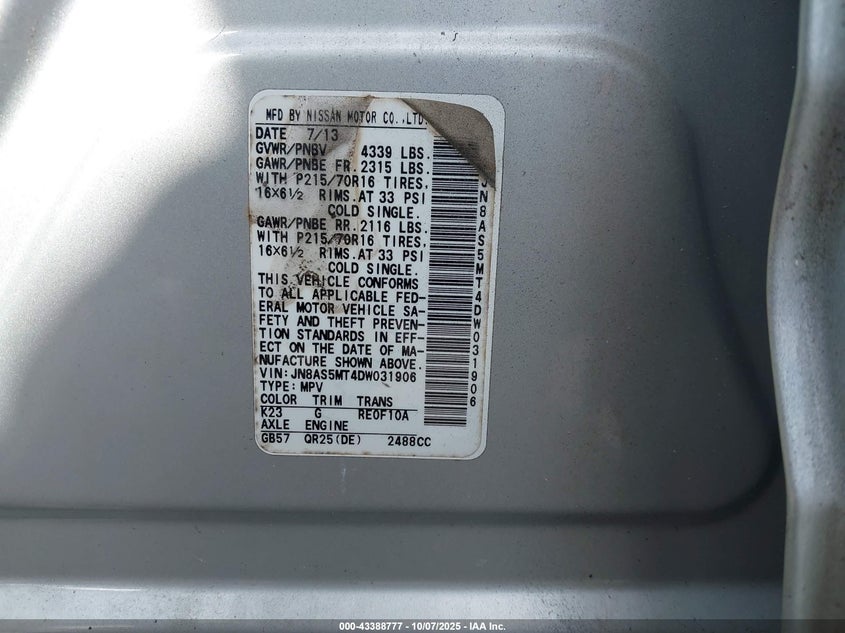 MFD BY NISSAN MOTOR CO.,LTD.
DATE 7/13
GVWR/PNBV 4339 LBS.
GAWR/PNBE FR. 2315 LBS.
WITH P215/70R16 TIRES,
16×6½ RIMS. AT 33 PSI
COLD SINGLE.
GAWR/PNBE RR. 2116 LBS.
WITH P215/70R16 TIRES,
16×6½ RIMS. AT 33 PSI
COLD SINGLE.
THIS VEHICLE CONFORMS
TO ALL APPLICABLE FED-
ERAL MOTOR VEHICLE SA-
FETY AND THEFT PREVEN-
TION STANDARDS IN EFF-
ECT ON THE DATE OF MA-
NUFACTURE SHOWN ABOVE.
VIN: JN8AS5MT4DW031906
TYPE: MPV
COLOR TRIM TRANS
K23 G RE0F10A
AXLE ENGINE
GB57 QR25(DE) 2488CC
JN8AS5MT4DW031906
000-43388777 - 10/07/2025 - IAA Inc.